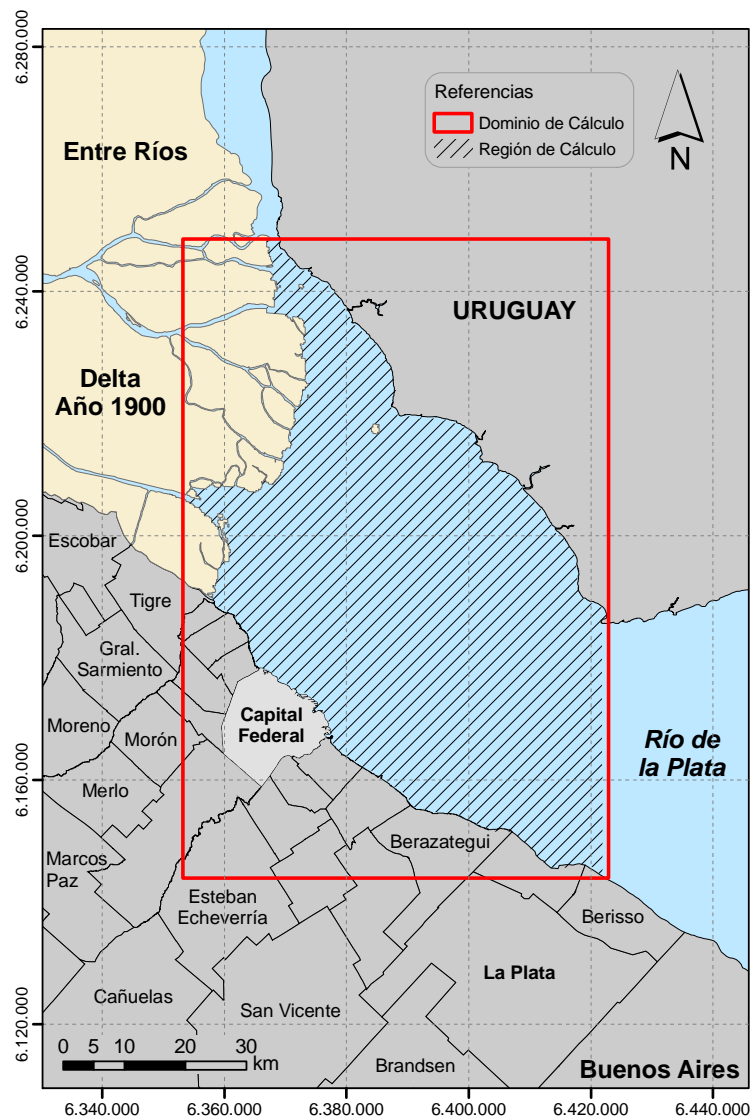 6.280.000
6.240.000
6.200.000
6.160.000
6.120.000
Referencias
Dominio de Cálculo
Región de Cálculo
N
Entre Ríos
URUGUAY
Delta
Año 1900
Escobar
Tigre
Gral.
Sarmiento
Moreno
Morón
Capital
Federal
Río de
la Plata
Merlo
Marcos
Paz
Berazategui
Esteban
Echeverría
Berisso
La Plata
Cañuelas
San Vicente
Brandsen
Buenos Aires
0 5 10 20 30
km
6.340.000 6.360.000 6.380.000 6.400.000 6.420.000 6.440.000